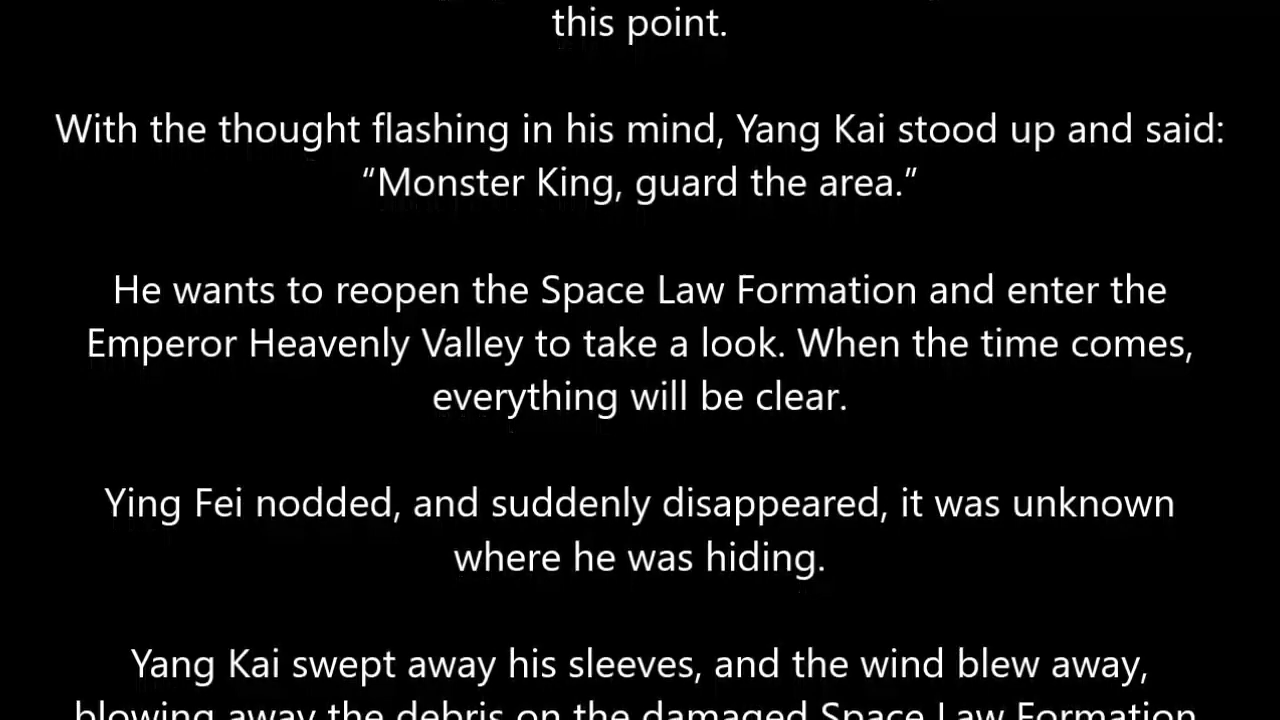 this point.
With the thought flashing in his mind, Yang Kai stood up and said:
“Monster King, guard the area.”
He wants to reopen the Space Law Formation and enter the
Emperor Heavenly Valley to take a look. When the time comes,
everything will be clear.
Ying Fei nodded, and suddenly disappeared, it was unknown
where he was hiding.
Yang Kai swept away his sleeves, and the wind blew away,
blowing away the debris on the damaged Space Law Formation